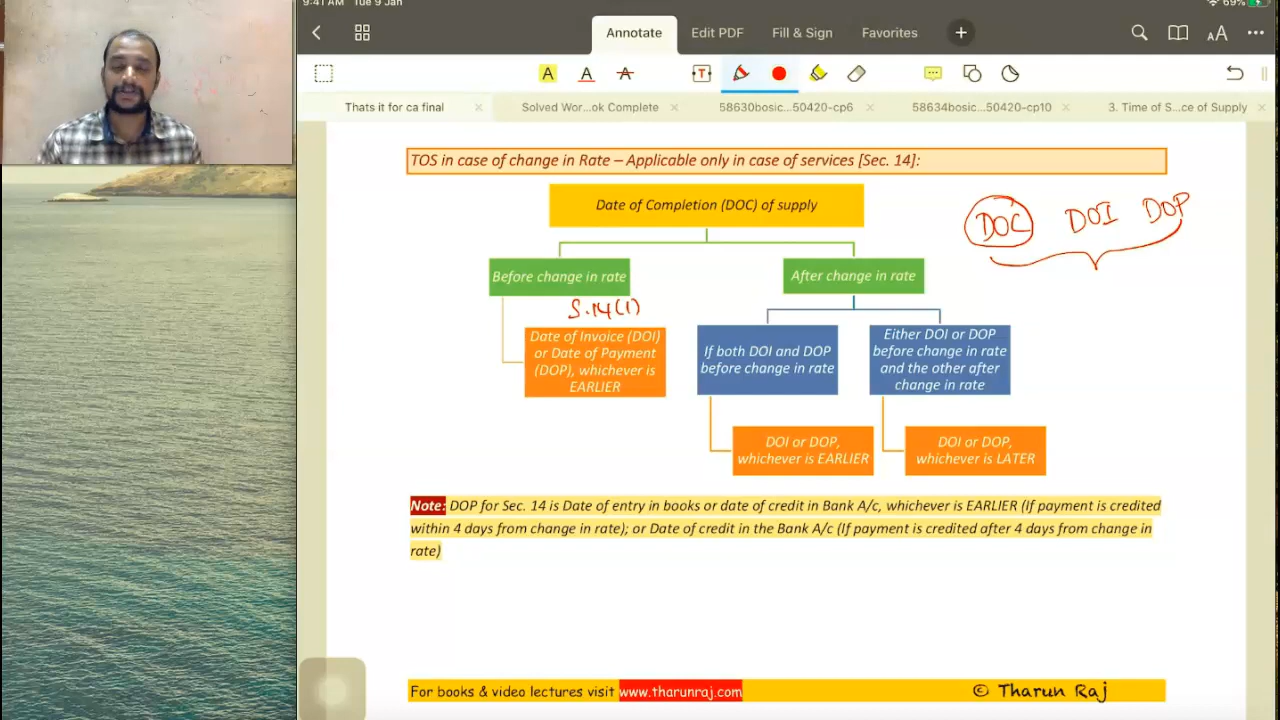 9:41 AM Tue 9 Jan
69%
Annotate Edit PDF Fill & Sign Favorites
Thats it for ca final
Solved Wor...ok Complete
58630bosic...50420-cp6
58634bosic...50420-cp10
3. Time of S...ce of Supply
TOS in case of change in Rate – Applicable only in case of services [Sec. 14]:
Date of Completion (DOC) of supply
DOC DOI DOP
Before change in rate
After change in rate
S.14(1)
Date of Invoice (DOI)
or Date of Payment
(DOP), whichever is
EARLIER
If both DOI and DOP
before change in rate
Either DOI or DOP
before change in rate
and the other after
change in rate
DOI or DOP,
whichever is EARLIER
DOI or DOP,
whichever is LATER
Note: DOP for Sec. 14 is Date of entry in books or date of credit in Bank A/c, whichever is EARLIER (If payment is credited
within 4 days from change in rate); or Date of credit in the Bank A/c (If payment is credited after 4 days from change in
rate)
For books & video lectures visit www.tharunraj.com
© Tharun Raj